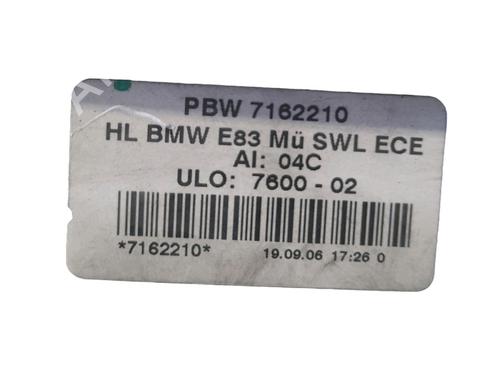 PBW 7162210
HL BMW E83 Mü SWL ECE
AI: 04C
ULO: 7600 - 02
*7162210* 19.09.06 17:26 0